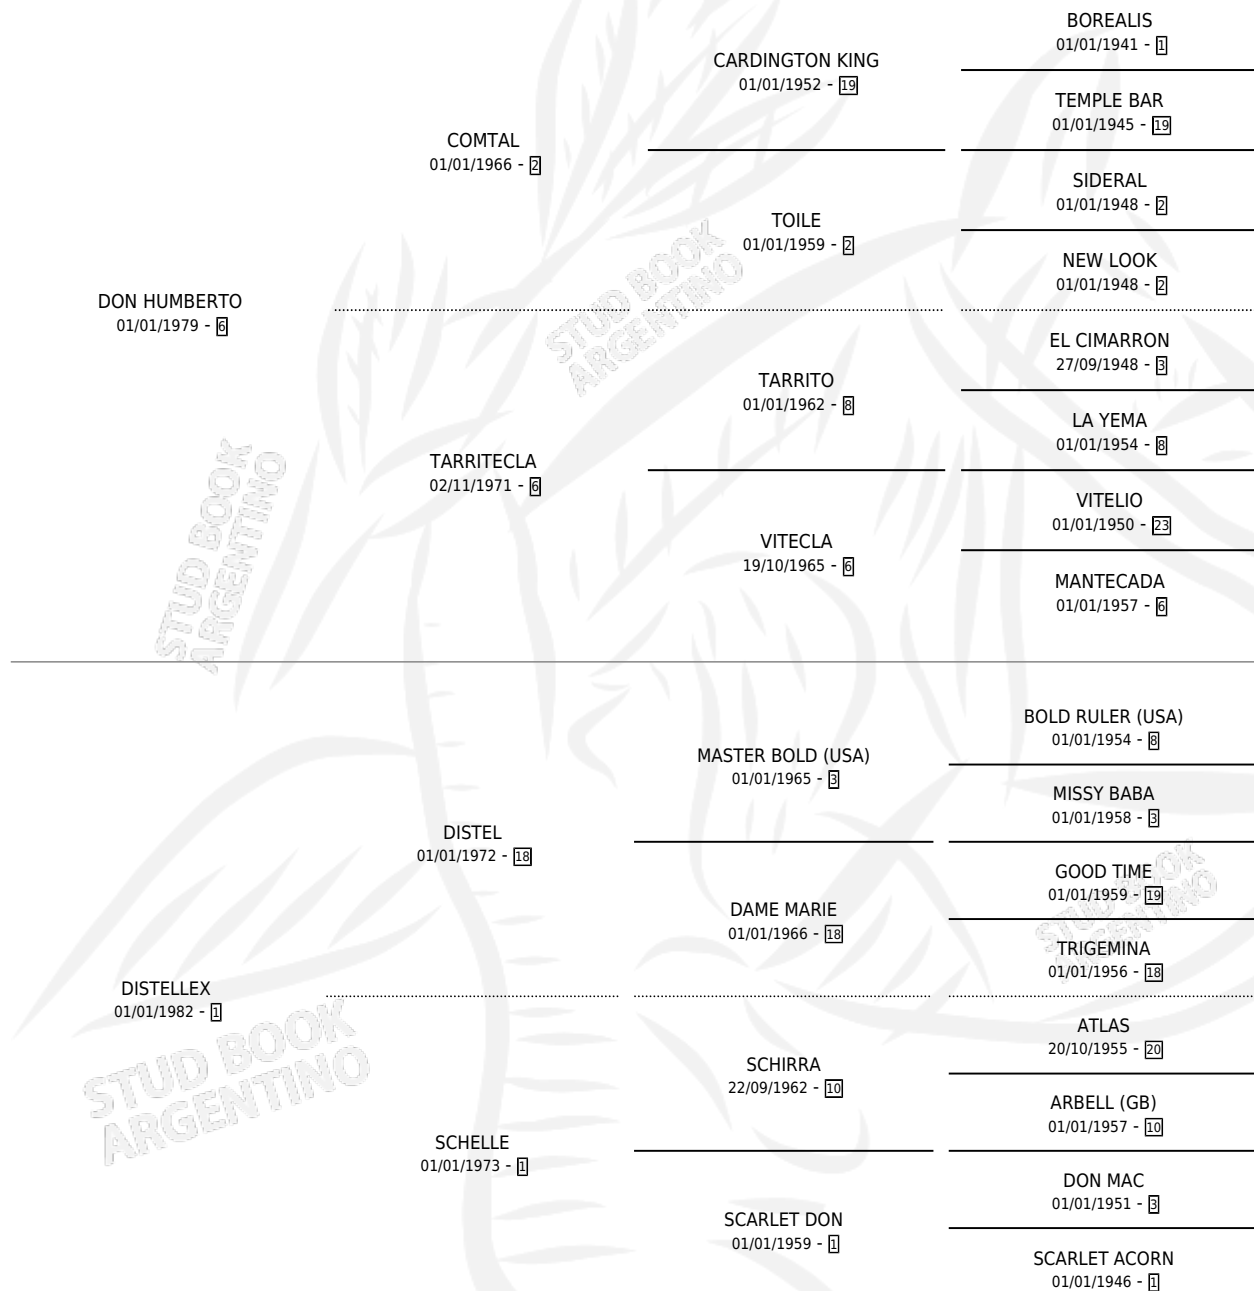 BOREALIS
01/01/1941 - 1
CARDINGTON KING
01/01/1952 - 19
TEMPLE BAR
01/01/1945 - 19
COMTAL
01/01/1966 - 2
SIDERAL
01/01/1948 - 2
TOILE
01/01/1959 - 2
NEW LOOK
01/01/1948 - 2
DON HUMBERTO
01/01/1979 - 6
EL CIMARRON
27/09/1948 - 3
TARRITO
01/01/1962 - 8
LA YEMA
01/01/1954 - 8
TARRITECLA
02/11/1971 - 6
VITELIO
01/01/1950 - 23
VITECLA
19/10/1965 - 6
MANTECADA
01/01/1957 - 6
BOLD RULER (USA)
01/01/1954 - 8
MASTER BOLD (USA)
01/01/1965 - 3
MISSY BABA
01/01/1958 - 3
DISTEL
01/01/1972 - 18
GOOD TIME
01/01/1959 - 19
DAME MARIE
01/01/1966 - 18
TRIGEMINA
01/01/1956 - 18
DISTELLEX
01/01/1982 - 1
ATLAS
20/10/1955 - 20
SCHIRRA
22/09/1962 - 10
ARBELL (GB)
01/01/1957 - 10
SCHELLE
01/01/1973 - 1
DON MAC
01/01/1951 - 3
SCARLET DON
01/01/1959 - 1
SCARLET ACORN
01/01/1946 - 1
STUD BOOK
ARGENTINO
STUD BOOK
ARGENTINO
STUD BOOK
ARGENTINO
STUD BOOK
ARGENTINO